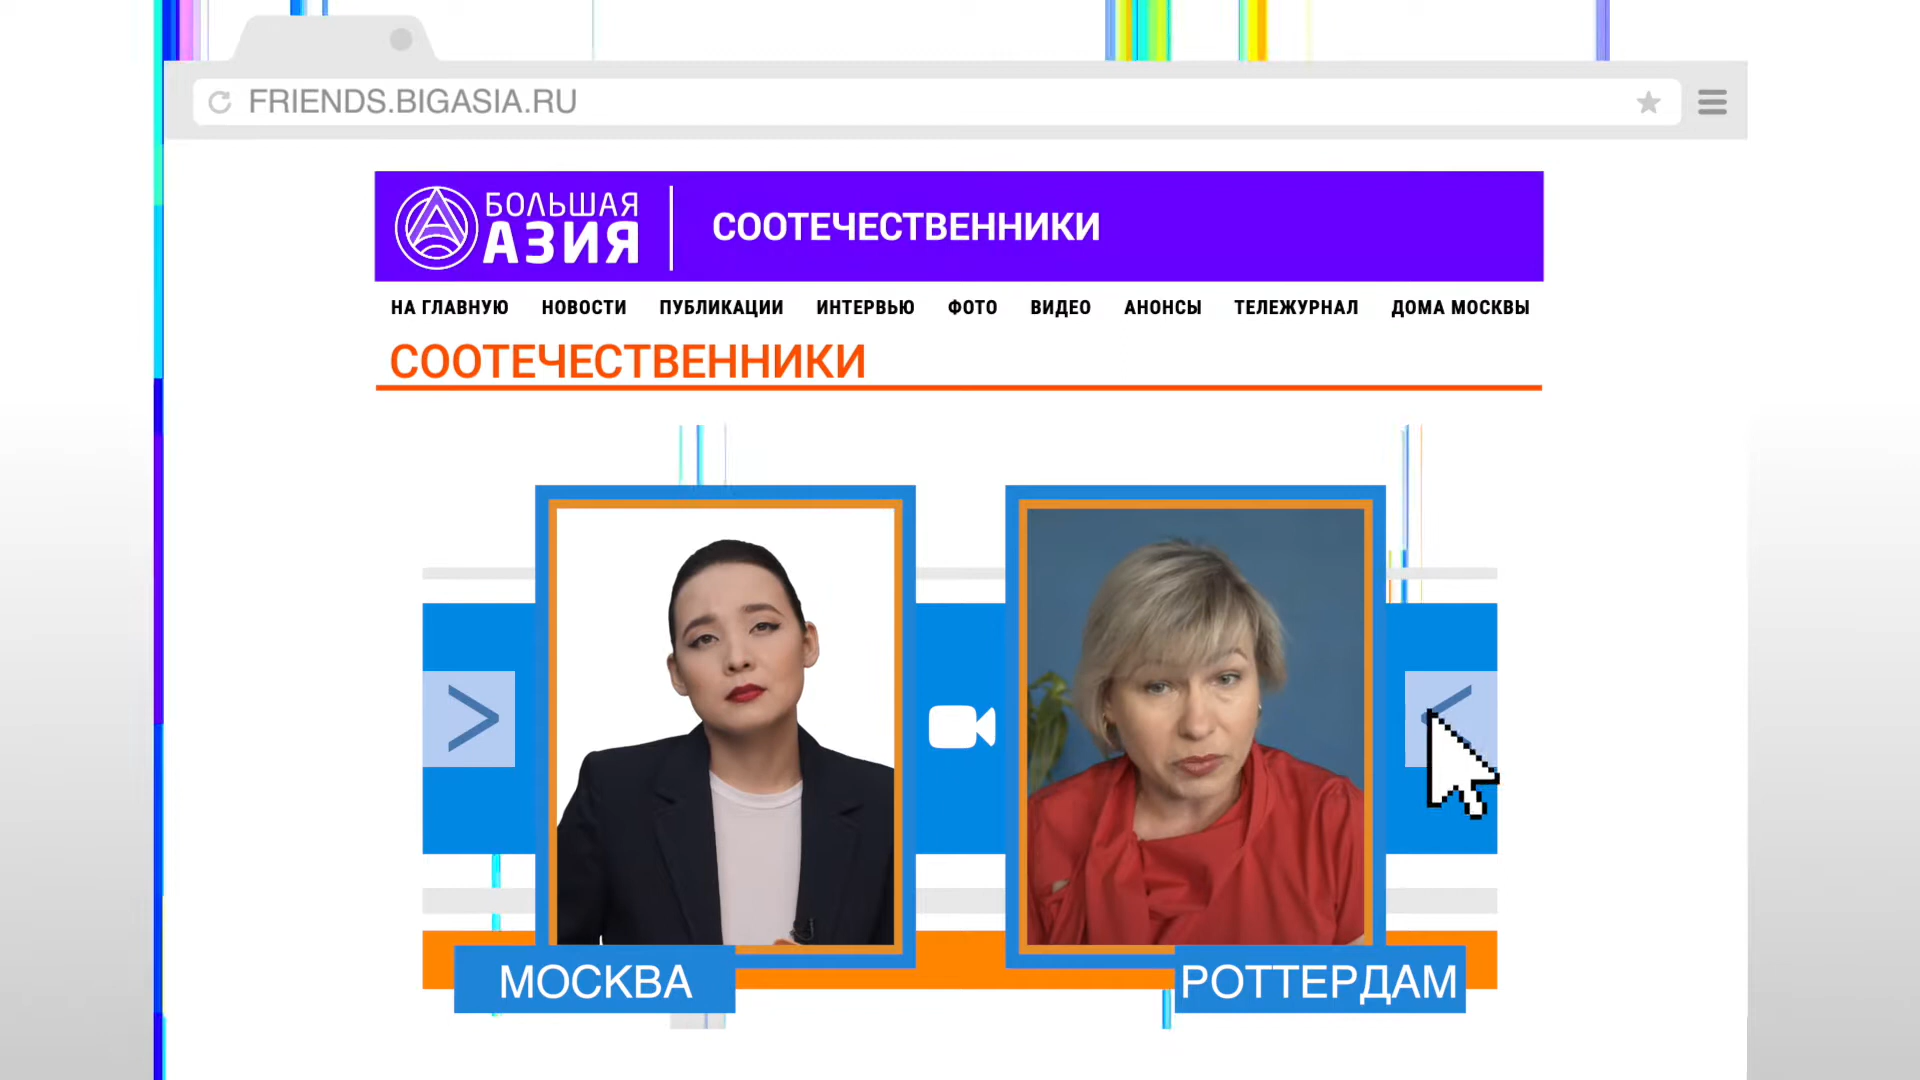 FRIENDS.BIGASIA.RU
БОЛЬШАЯ
АЗИЯ
СООТЕЧЕСТВЕННИКИ
НА ГЛАВНУЮ НОВОСТИ ПУБЛИКАЦИИ ИНТЕРВЬЮ ФОТО ВИДЕО АНОНСЫ ТЕЛЕЖУРНАЛ ДОМА МОСКВЫ
СООТЕЧЕСТВЕННИКИ
МОСКВА
РОТТЕРДАМ